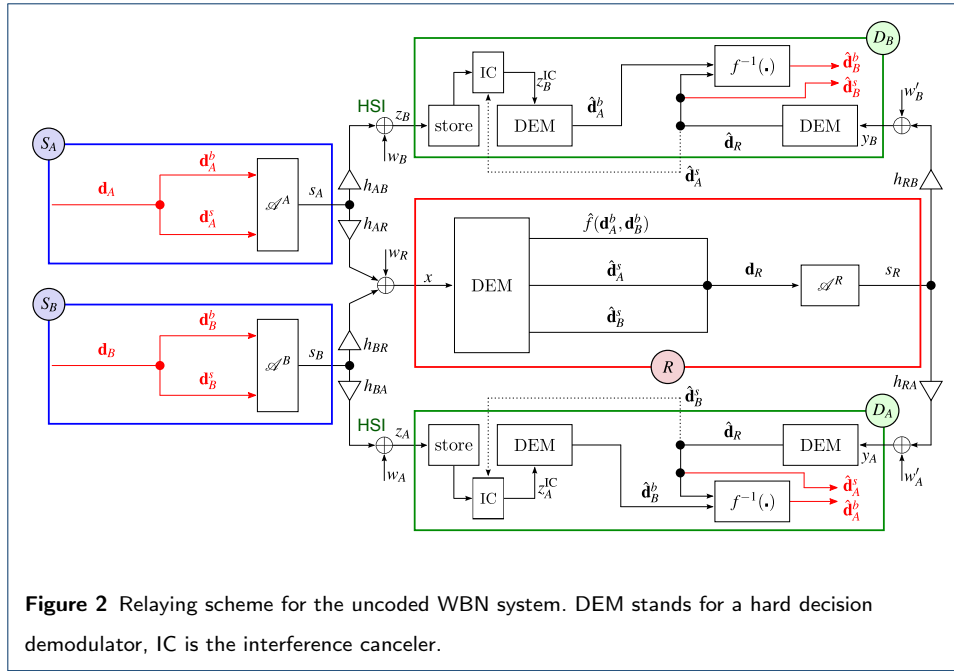 D_B
IC
z_B^IC
f^{-1}(.)
d̂_B^b
d̂_B^s
HSI
z_B
store
DEM
d̂_A^b
DEM
w'_B
w_B
d̂_R
y_B
d̂_A^s
S_A
d_A
d_A^b
d_A^s
𝒜^A
s_A
h_AB
h_AR
h_RB
w_R
x
DEM
f̂(d_A^b, d_B^b)
d̂_A^s
d̂_B^s
d_R
𝒜^R
s_R
R
S_B
d_B
d_B^b
d_B^s
𝒜^B
s_B
h_BR
h_BA
h_RA
D_A
d̂_B^s
HSI
z_A
store
DEM
d̂_R
DEM
y_A
w_A
w'_A
IC
z_A^IC
d̂_B^b
f^{-1}(.)
d̂_A^s
d̂_A^b
Figure 2 Relaying scheme for the uncoded WBN system. DEM stands for a hard decision
demodulator, IC is the interference canceler.